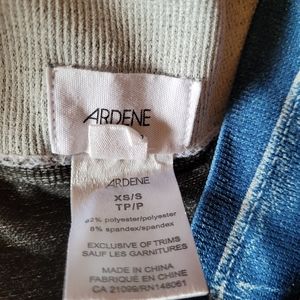 ARDENE
ARDENE
XS/S
TP/P
92% polyester/polyester
8% spandex/spandex
EXCLUSIVE OF TRIMS
SAUF LES GARNITURES
MADE IN CHINA
FABRIQUÉ EN CHINE
CA 21099/RN148061